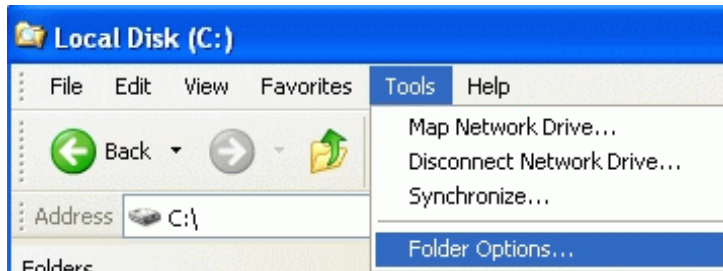 Local Disk (C:)
File Edit View Favorites Tools Help
Back
Map Network Drive...
Disconnect Network Drive...
Synchronize...
Address C:\
Folder Options...
Folders